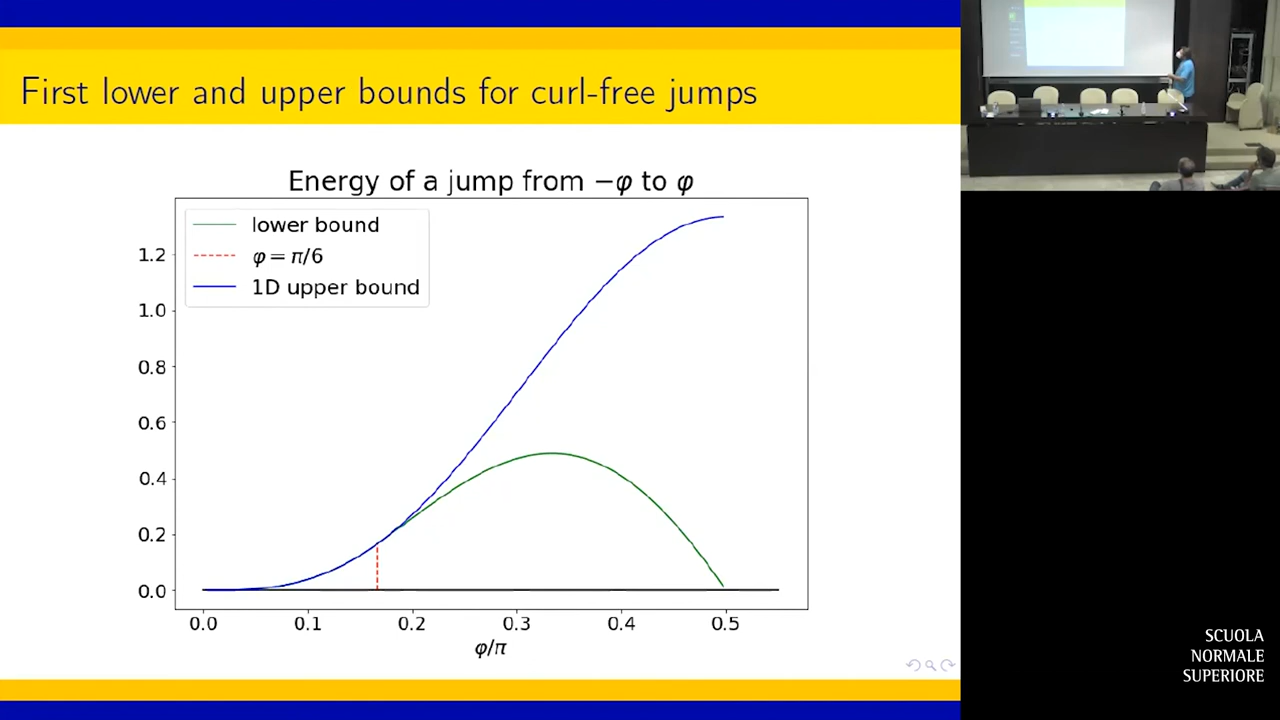 First lower and upper bounds for curl-free jumps
Energy of a jump from −φ to φ
lower bound
φ = π/6
1D upper bound
1.2
1.0
0.8
0.6
0.4
0.2
0.0
0.0 0.1 0.2 0.3 0.4 0.5
φ/π
SCUOLA
NORMALE
SUPERIORE